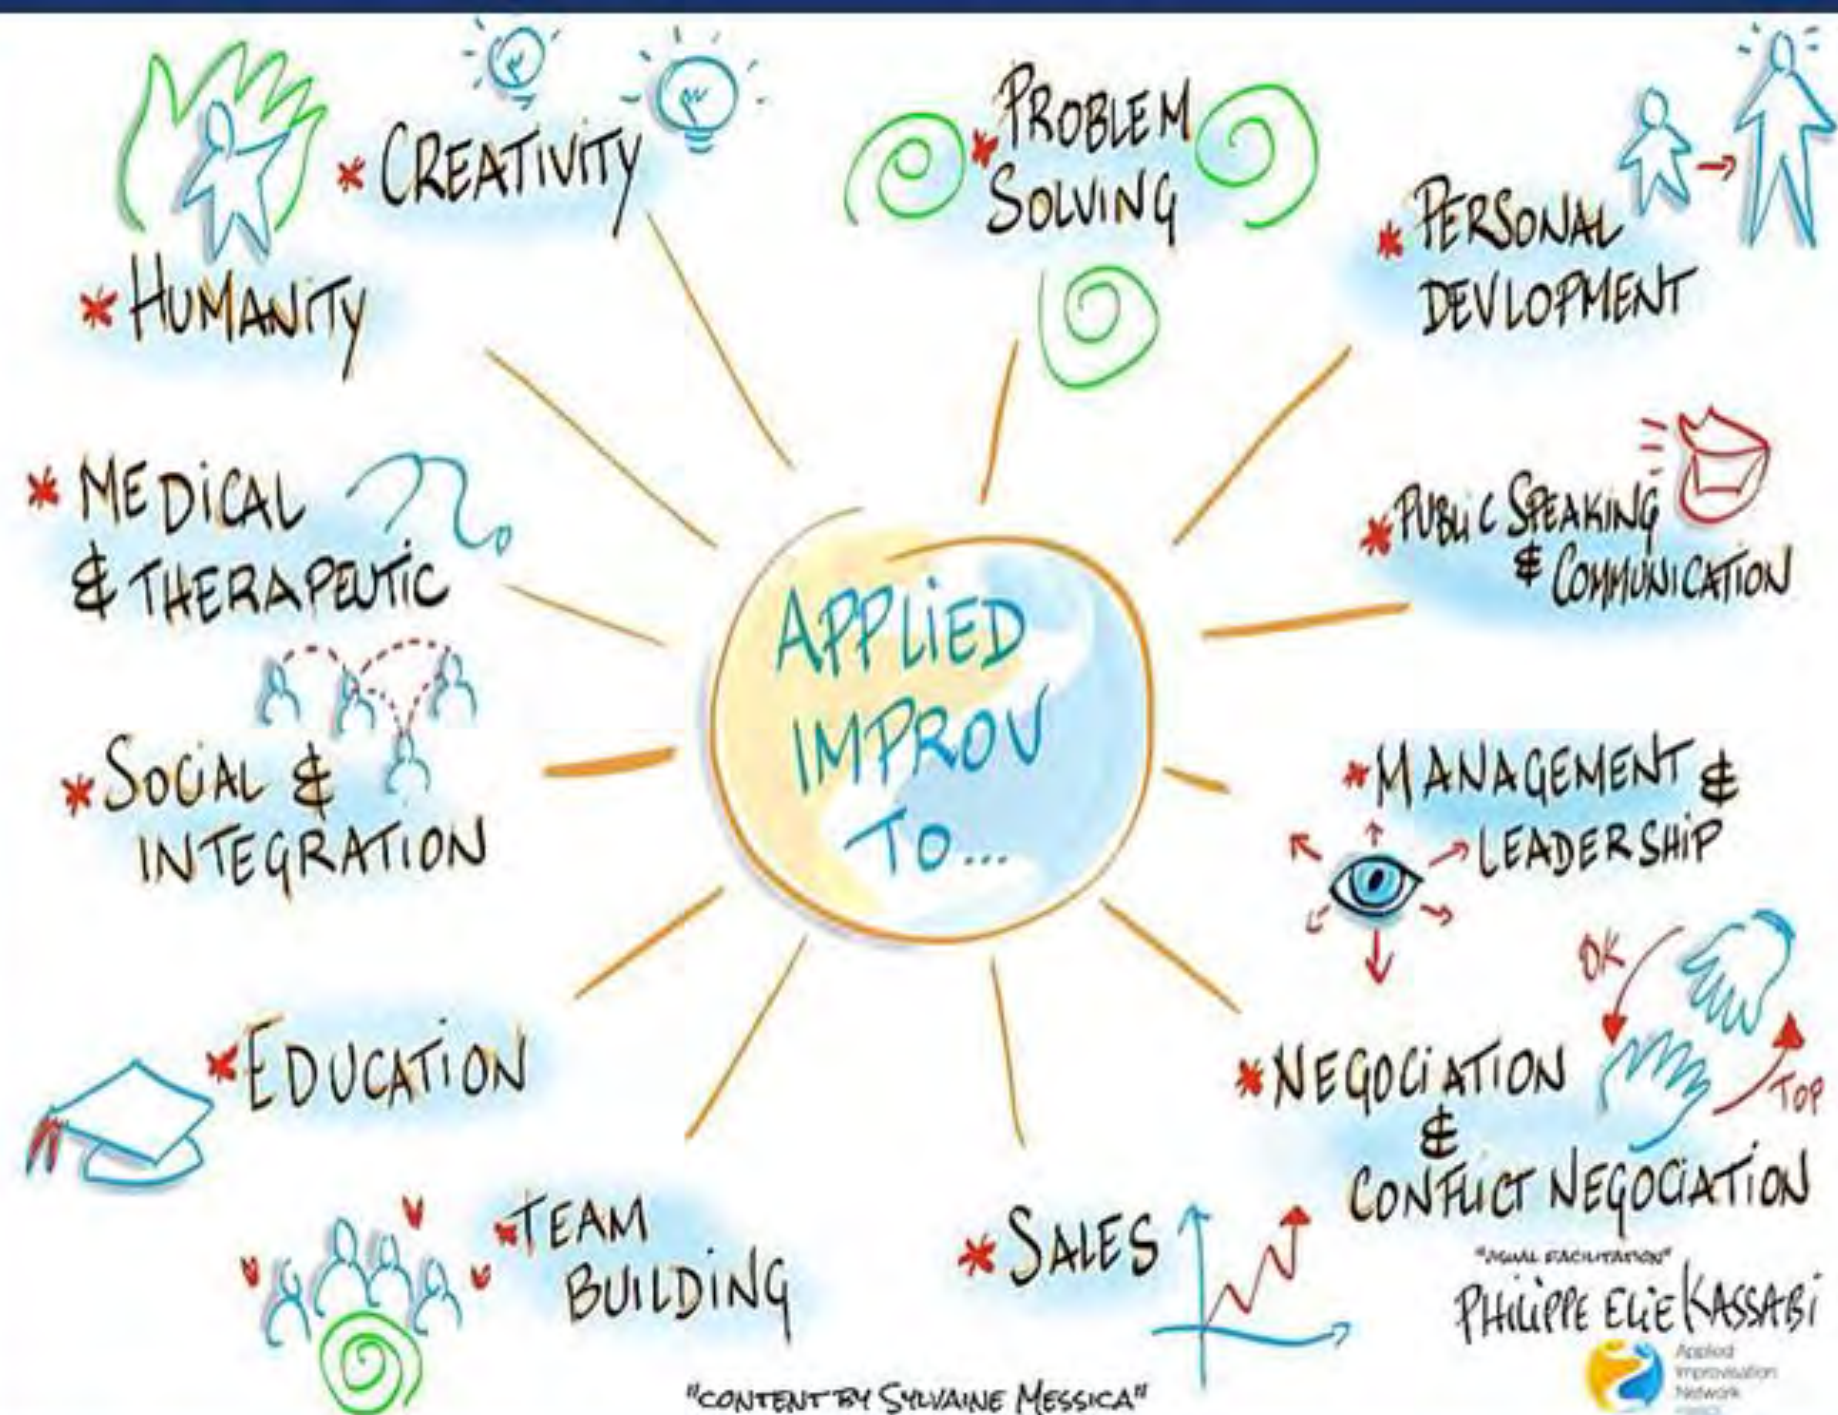 * CREATIVITY
* PROBLEM
SOLVING
* PERSONAL
DEVLOPMENT
* HUMANITY
* MEDICAL
& THERAPEUTIC
* PUBLIC SPEAKING
& COMMUNICATION
APPLIED
IMPROV
TO...
* SOCIAL &
INTEGRATION
* MANAGEMENT &
LEADERSHIP
OK
TOP
* EDUCATION
* NEGOCIATION
&
CONFLICT NEGOCIATION
* TEAM
BUILDING
* SALES
"VISUAL FACILITATION"
PHILIPPE ELIE KASSABI
Applied
Improvisation
Network
"CONTENT BY SYLVAINE MESSICA"